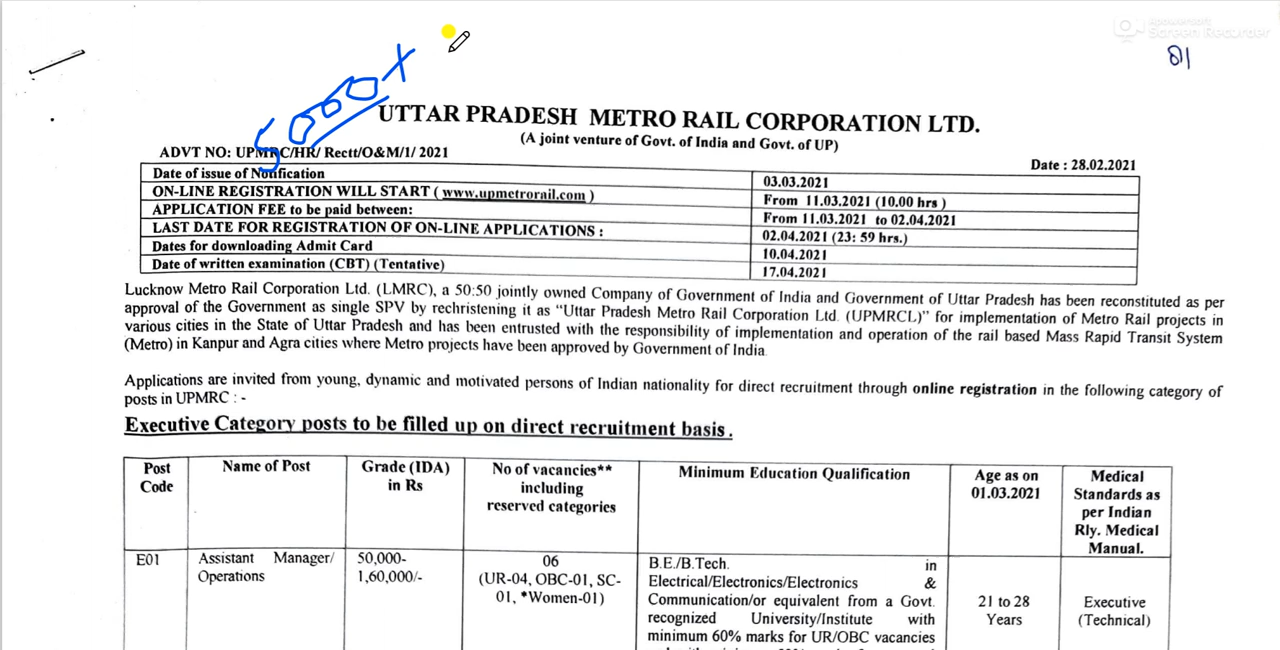 Apowersoft
Screen Recorder
01
5000X
UTTAR PRADESH METRO RAIL CORPORATION LTD.
(A joint venture of Govt. of India and Govt. of UP)
ADVT NO: UPMRC/HR/ Rectt/O&M/1/ 2021
Date : 28.02.2021
Date of issue of Notification 03.03.2021
ON-LINE REGISTRATION WILL START ( www.upmetrorail.com ) From 11.03.2021 (10.00 hrs )
APPLICATION FEE to be paid between: From 11.03.2021 to 02.04.2021
LAST DATE FOR REGISTRATION OF ON-LINE APPLICATIONS : 02.04.2021 (23: 59 hrs.)
Dates for downloading Admit Card 10.04.2021
Date of written examination (CBT) (Tentative) 17.04.2021
Lucknow Metro Rail Corporation Ltd. (LMRC), a 50:50 jointly owned Company of Government of India and Government of Uttar Pradesh has been reconstituted as per
approval of the Government as single SPV by rechristening it as "Uttar Pradesh Metro Rail Corporation Ltd. (UPMRCL)" for implementation of Metro Rail projects in
various cities in the State of Uttar Pradesh and has been entrusted with the responsibility of implementation and operation of the rail based Mass Rapid Transit System
(Metro) in Kanpur and Agra cities where Metro projects have been approved by Government of India.
Applications are invited from young, dynamic and motivated persons of Indian nationality for direct recruitment through online registration in the following category of
posts in UPMRC : -
Executive Category posts to be filled up on direct recruitment basis.
Post Code
Name of Post
Grade (IDA) in Rs
No of vacancies** including reserved categories
Minimum Education Qualification
Age as on 01.03.2021
Medical Standards as per Indian Rly. Medical Manual.
E01
Assistant Manager/
Operations
50,000-
1,60,000/-
06
(UR-04, OBC-01, SC-
01, *Women-01)
B.E./B.Tech. in
Electrical/Electronics/Electronics &
Communication/or equivalent from a Govt.
recognized University/Institute with
minimum 60% marks for UR/OBC vacancies
21 to 28
Years
Executive
(Technical)